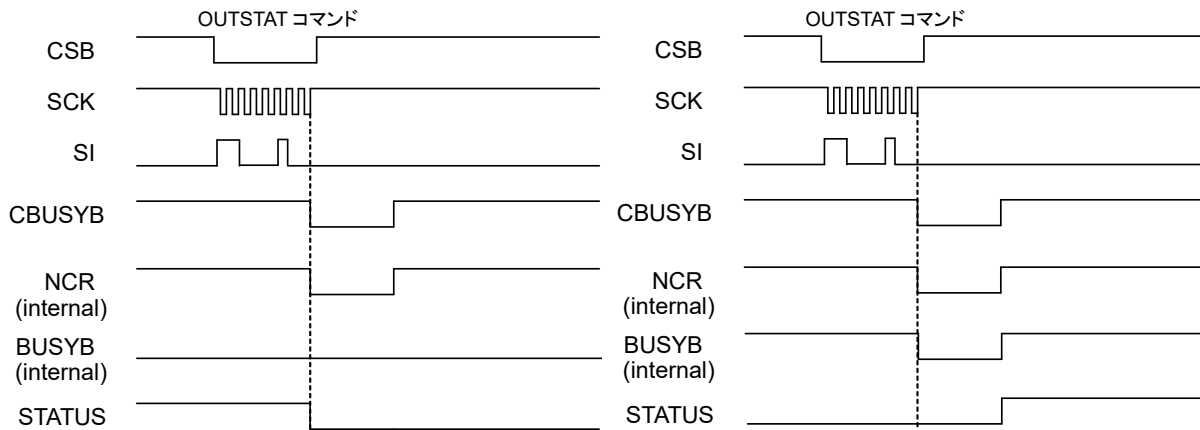 OUTSTAT コマンド
CSB
SCK
SI
CBUSYB
NCR
(internal)
BUSYB
(internal)
STATUS
OUTSTAT コマンド
CSB
SCK
SI
CBUSYB
NCR
(internal)
BUSYB
(internal)
STATUS